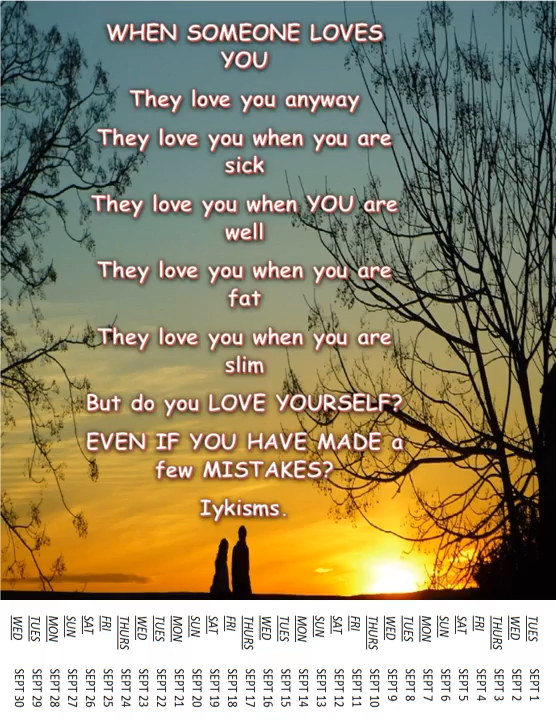 WHEN SOMEONE LOVES
YOU
They love you anyway
They love you when you are
sick
They love you when YOU are
well
They love you when you are
fat
They love you when you are
slim
But do you LOVE YOURSELF?
EVEN IF YOU HAVE MADE a
few MISTAKES?
Iykisms.
TUES SEPT 1
WED SEPT 2
THURS SEPT 3
FRI SEPT 4
SAT SEPT 5
SUN SEPT 6
MON SEPT 7
TUES SEPT 8
WED SEPT 9
THURS SEPT 10
FRI SEPT 11
SAT SEPT 12
SUN SEPT 13
MON SEPT 14
TUES SEPT 15
WED SEPT 16
THURS SEPT 17
FRI SEPT 18
SAT SEPT 19
SUN SEPT 20
MON SEPT 21
TUES SEPT 22
WED SEPT 23
THURS SEPT 24
FRI SEPT 25
SAT SEPT 26
SUN SEPT 27
MON SEPT 28
TUES SEPT 29
WED SEPT 30